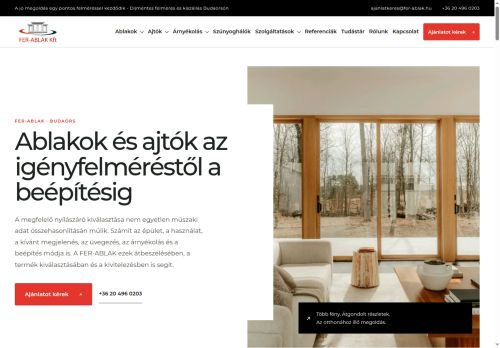 A jó megoldás egy pontos felméréssel kezdődik - Díjmentes felmérés és kiszállás Budaörsön
ajanlatkeres@fer-ablak.hu +36 20 496 0203
FER-ABLAK Kft
Ablakok Ajtók Árnyékolás Szúnyoghálók Szolgáltatások Referenciák Tudástár Rólunk Kapcsolat Ajánlatot kérek
FER-ABLAK · BUDAÖRS
Ablakok és ajtók az
igényfelméréstől a
beépítésig
A megfelelő nyílászáró kiválasztása nem egyetlen műszaki
adat összehasonlításán múlik. Számít az épület, a használat,
a kívánt megjelenés, az üvegezés, az árnyékolás és a
beépítés módja is. A FER-ABLAK ezek átbeszélésében, a
termék kiválasztásában és a kivitelezésben is segít.
Ajánlatot kérek
+36 20 496 0203
Több fény. Átgondolt részletek.
Az otthonához illő megoldás.